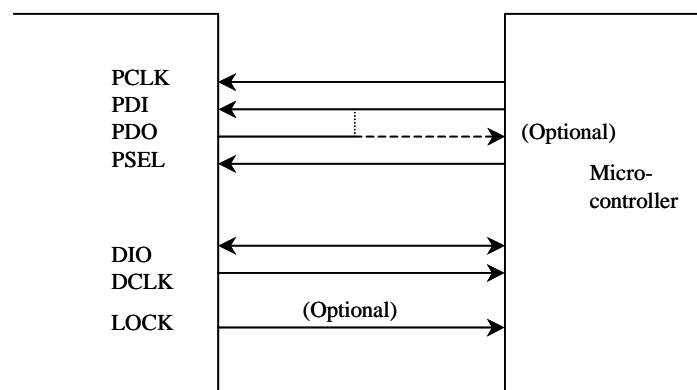 PCLK
PDI
PDO
(Optional)
PSEL
Micro-
controller
DIO
DCLK
(Optional)
LOCK